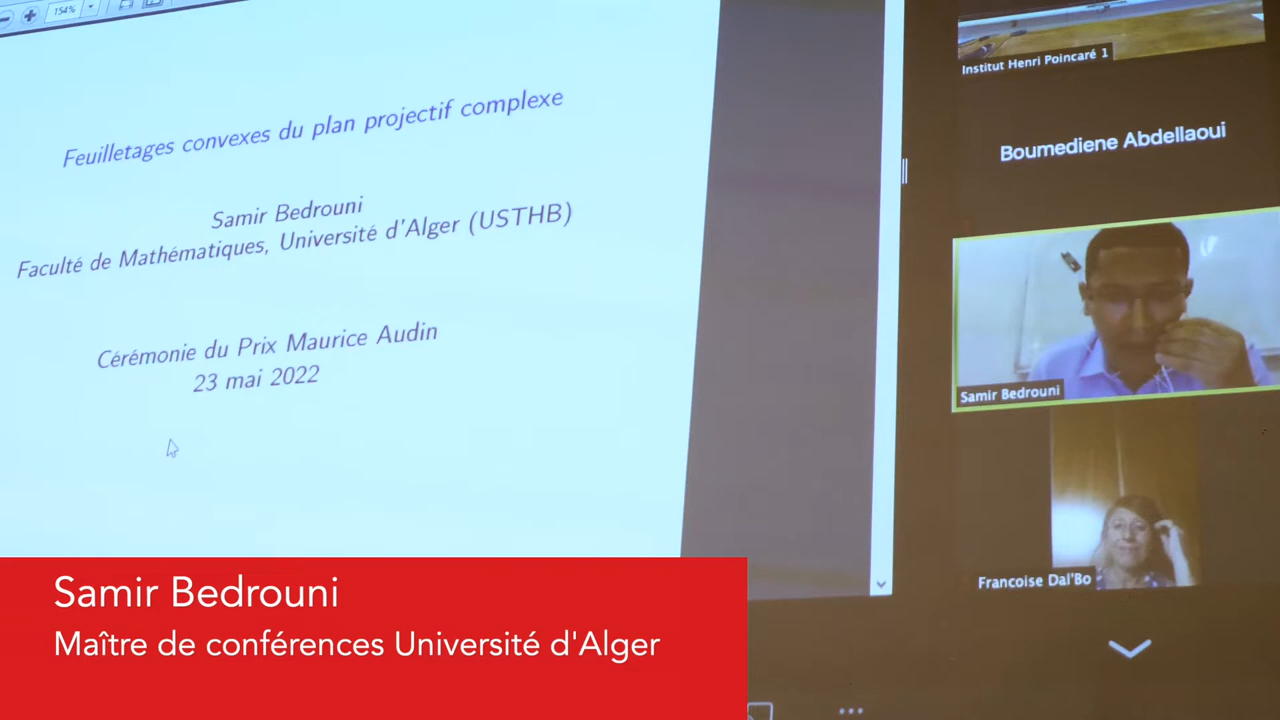 154%
Feuilletages convexes du plan projectif complexe
Samir Bedrouni
Faculté de Mathématiques, Université d'Alger (USTHB)
Cérémonie du Prix Maurice Audin
23 mai 2022
Institut Henri Poincaré 1
Boumediene Abdellaoui
Samir Bedrouni
Francoise Dal'Bo
Samir Bedrouni
Maître de conférences Université d'Alger